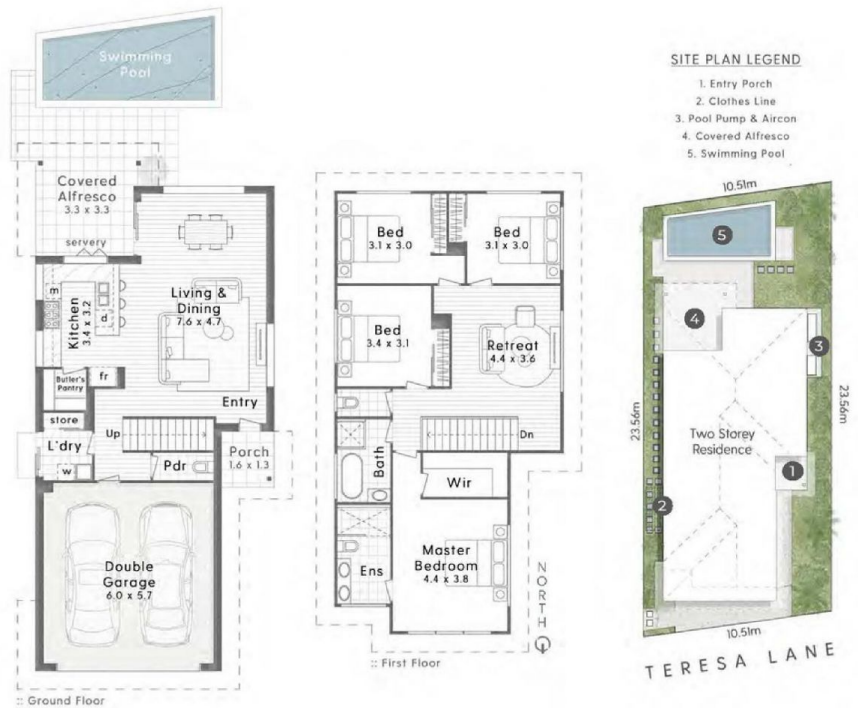 Swimming
Pool
Covered
Alfresco
3.3 x 3.3
servery
m
d
Kitchen
3.4 x 3.2
Living &
Dining
7.6 x 4.7
Butler's
Pantry
fr
Entry
store
Up
L'dry
w
Pdr
Porch
1.6 x 1.3
Double
Garage
6.0 x 5.7
:: Ground Floor
Bed
3.1 x 3.0
Bed
3.1 x 3.0
Bed
3.4 x 3.1
Retreat
4.4 x 3.6
Dn
Bath
Wir
Ens
Master
Bedroom
4.4 x 3.8
NORTH
:: First Floor
SITE PLAN LEGEND
1. Entry Porch
2. Clothes Line
3. Pool Pump & Aircon
4. Covered Alfresco
5. Swimming Pool
10.51m
5
4
3
23.56m
23.56m
Two Storey
Residence
1
2
10.51m
TERESA LANE